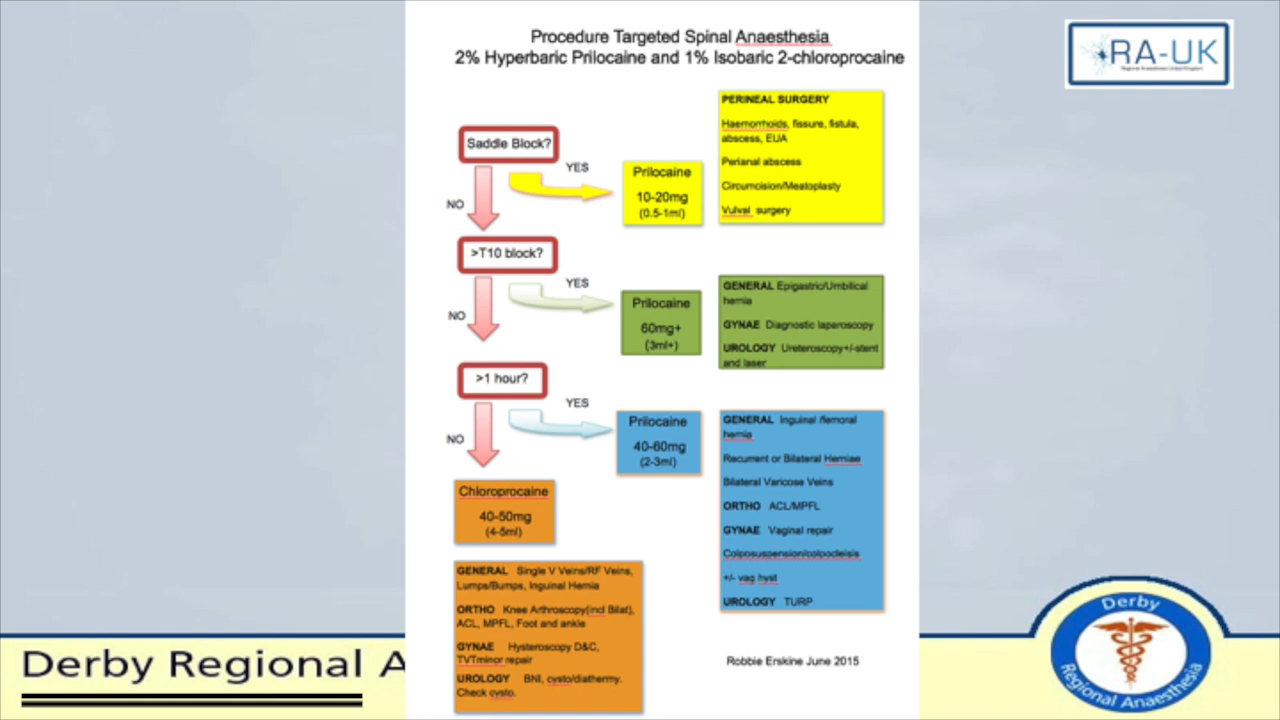 Procedure Targeted Spinal Anaesthesia
2% Hyperbaric Prilocaine and 1% Isobaric 2-chloroprocaine
RA-UK
Regional Anaesthesia United Kingdom
Saddle Block?
YES
NO
Prilocaine
10-20mg
(0.5-1ml)
PERINEAL SURGERY
Haemorrhoids, fissure, fistula,
abscess, EUA
Perianal abscess
Circumcision/Meatoplasty
Vulval surgery
>T10 block?
YES
NO
Prilocaine
60mg+
(3ml+)
GENERAL Epigastric/Umbilical
hernia
GYNAE Diagnostic laparoscopy
UROLOGY Ureteroscopy+/-stent
and laser
>1 hour?
YES
NO
Prilocaine
40-60mg
(2-3ml)
GENERAL Inguinal /femoral
hernia
Recurrent or Bilateral Herniae
Bilateral Varicose Veins
ORTHO ACL/MPFL
GYNAE Vaginal repair
Colposuspension/colpocleisis
+/- vag hyst
UROLOGY TURP
Chloroprocaine
40-50mg
(4-5ml)
GENERAL Single V Veins/RF Veins,
Lumps/Bumps, Inguinal Hernia
ORTHO Knee Arthroscopy(incl Bilat),
ACL, MPFL, Foot and ankle
GYNAE Hysteroscopy D&C,
TVTminor repair
UROLOGY BNI, cysto/diathermy.
Check cysto.
Robbie Erskine June 2015
Derby Regional A
Derby
Regional Anaesthesia